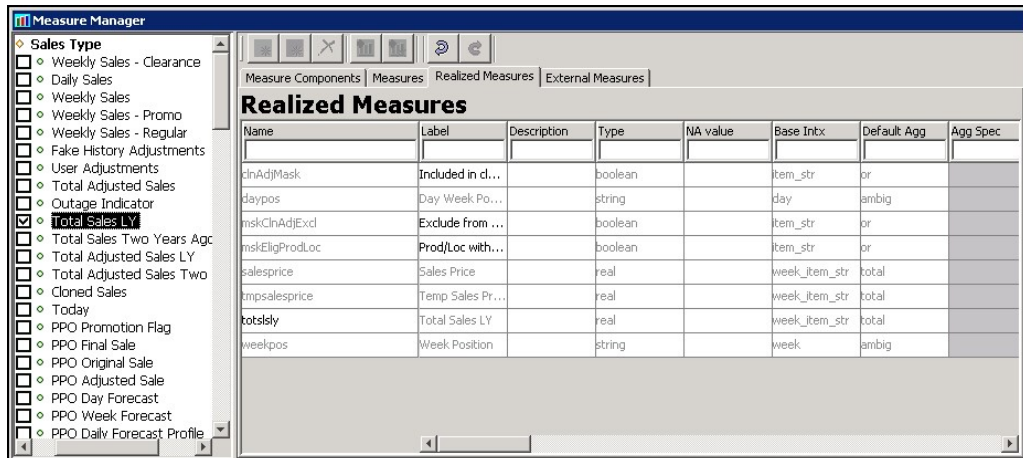 Measure Manager
Sales Type
Weekly Sales - Clearance
Daily Sales
Weekly Sales
Weekly Sales - Promo
Weekly Sales - Regular
Fake History Adjustments
User Adjustments
Total Adjusted Sales
Outage Indicator
Total Sales LY
Total Sales Two Years Ago
Total Adjusted Sales LY
Total Adjusted Sales Two
Cloned Sales
Today
PPO Promotion Flag
PPO Final Sale
PPO Original Sale
PPO Adjusted Sale
PPO Day Forecast
PPO Week Forecast
PPO Daily Forecast Profile
Measure Components Measures Realized Measures External Measures
Realized Measures
Name Label Description Type NA value Base Intx Default Agg Agg Spec
clnAdjMask Included in cl... boolean item_str or
daypos Day Week Po... string day ambig
mskClnAdjExcl Exclude from ... boolean item_str or
mskEligProdLoc Prod/Loc with... boolean item_str or
salesprice Sales Price real week_item_str total
tmpsalesprice Temp Sales Pr... real week_item_str total
totslsly Total Sales LY real week_item_str total
weekpos Week Position string week ambig